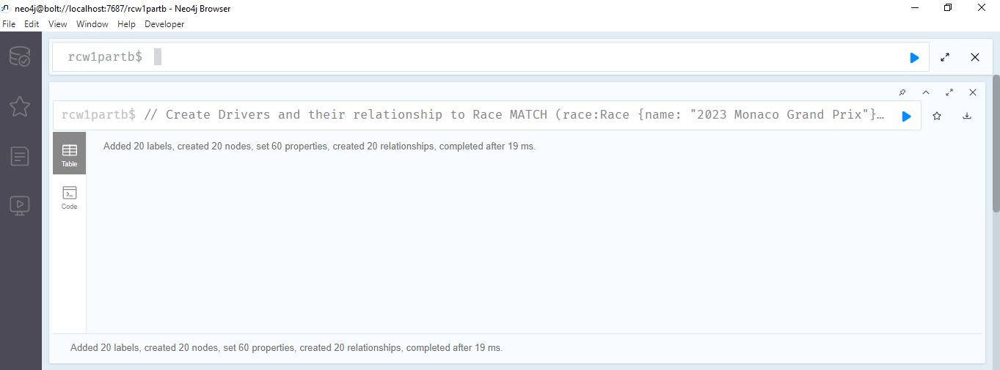 neo4j@bolt://localhost:7687/rcw1partb - Neo4j Browser
File Edit View Window Help Developer
rcw1partb$
rcw1partb$ // Create Drivers and their relationship to Race MATCH (race:Race {name: "2023 Monaco Grand Prix"}…
Added 20 labels, created 20 nodes, set 60 properties, created 20 relationships, completed after 19 ms.
Table
Code
Added 20 labels, created 20 nodes, set 60 properties, created 20 relationships, completed after 19 ms.